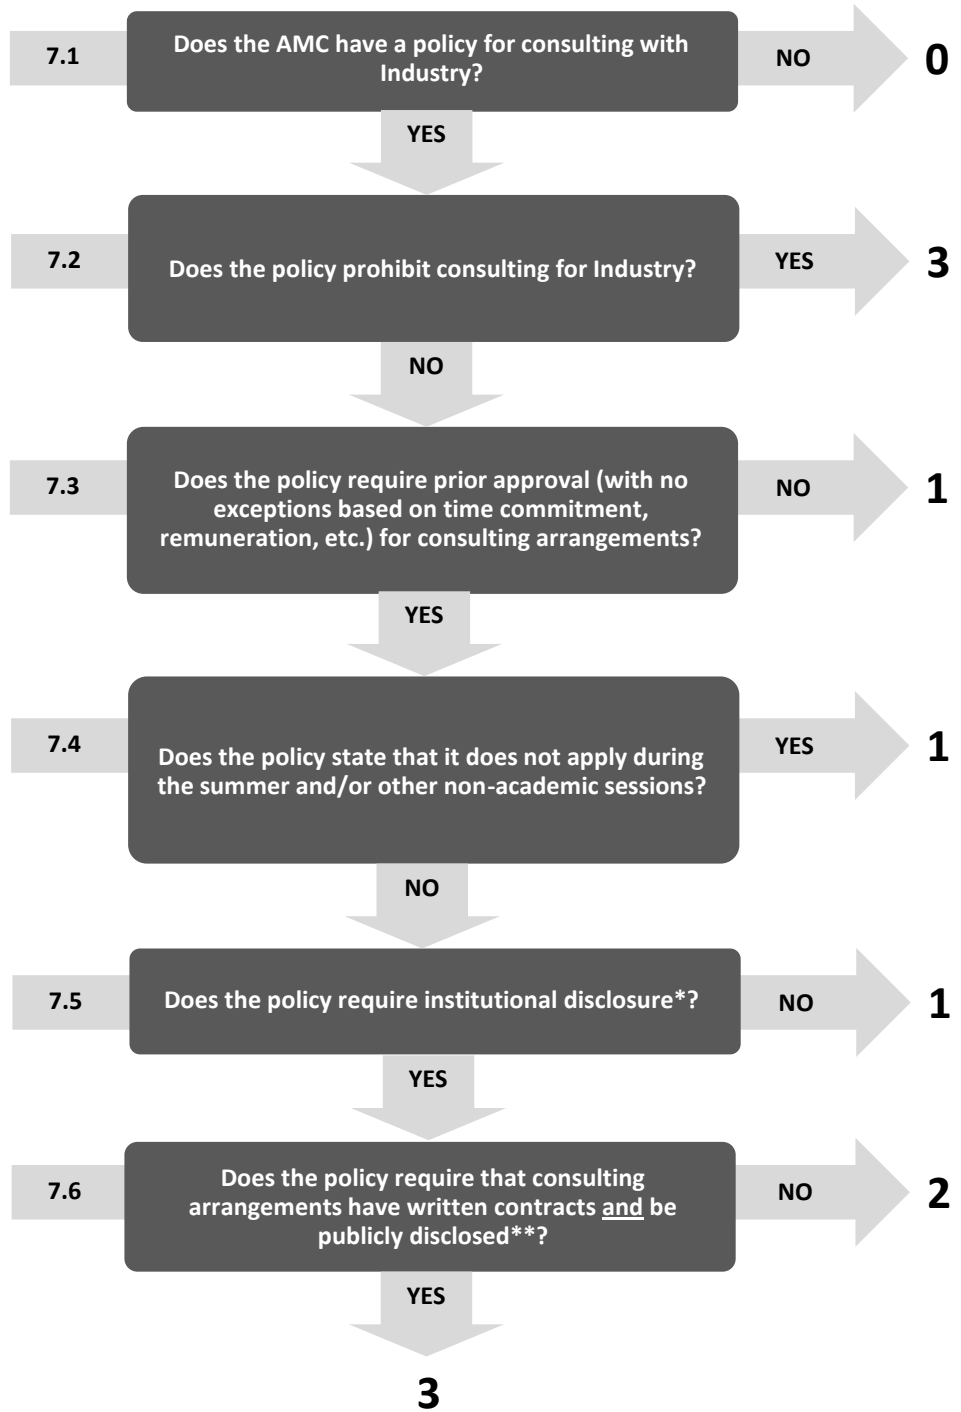 7.1
Does the AMC have a policy for consulting with
Industry?
NO
0
YES
7.2
Does the policy prohibit consulting for Industry?
YES
3
NO
7.3
Does the policy require prior approval (with no
exceptions based on time commitment,
remuneration, etc.) for consulting arrangements?
NO
1
YES
7.4
Does the policy state that it does not apply during
the summer and/or other non-academic sessions?
YES
1
NO
7.5
Does the policy require institutional disclosure*?
NO
1
YES
7.6
Does the policy require that consulting
arrangements have written contracts and be
publicly disclosed**?
NO
2
YES
3